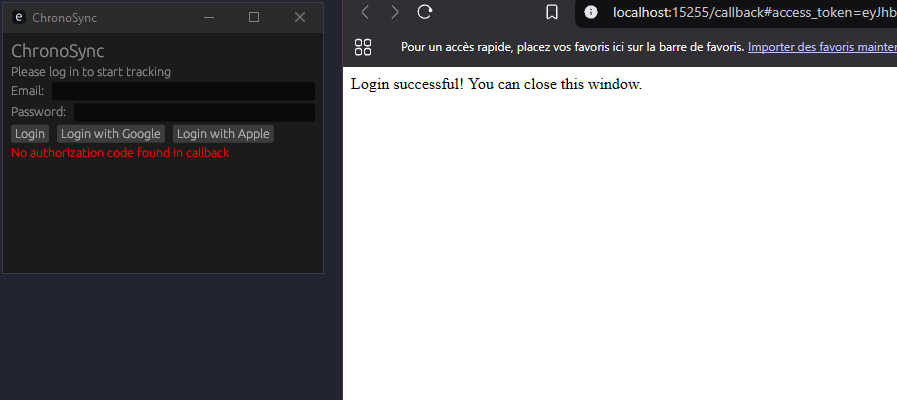 ChronoSync
ChronoSync
Please log in to start tracking
Email:
Password:
Login Login with Google Login with Apple
No authorization code found in callback
localhost:15255/callback#access_token=eyJhb
Pour un accès rapide, placez vos favoris ici sur la barre de favoris. Importer des favoris mainten
Login successful! You can close this window.